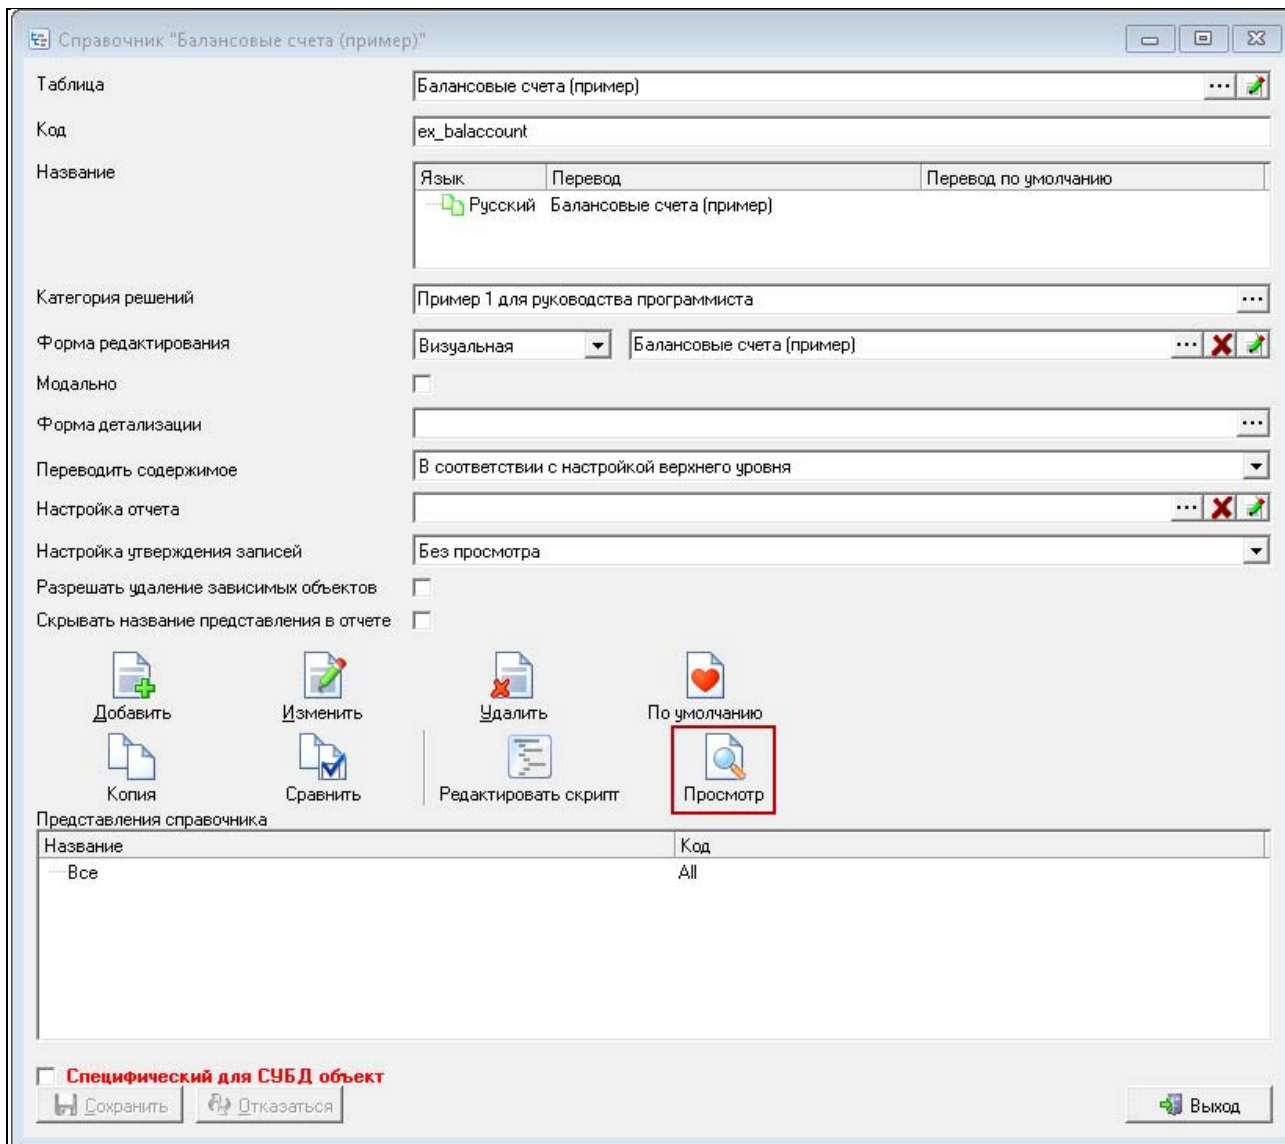 Справочник "Балансовые счета (пример)"
Таблица Балансовые счета (пример) ...
Код ex_balaccount
Название Язык Перевод Перевод по умолчанию
Русский Балансовые счета (пример)
Категория решений Пример 1 для руководства программиста ...
Форма редактирования Визуальная Балансовые счета (пример) ...
Модально
Форма детализации ...
Переводить содержимое В соответствии с настройкой верхнего уровня
Настройка отчета ...
Настройка утверждения записей Без просмотра
Разрешать удаление зависимых объектов
Скрывать название представления в отчете
Добавить Изменить Удалить По умолчанию
Копия Сравнить Редактировать скрипт Просмотр
Представления справочника
Название Код
Все All
Специфический для СУБД объект
Сохранить Отказаться Выход